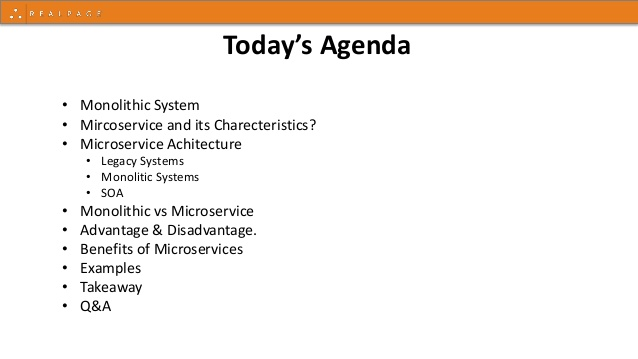 REALPAGE
Today's Agenda
• Monolithic System
• Mircoservice and its Charecteristics?
• Microservice Achitecture
• Legacy Systems
• Monolitic Systems
• SOA
• Monolithic vs Microservice
• Advantage & Disadvantage.
• Benefits of Microservices
• Examples
• Takeaway
• Q&A